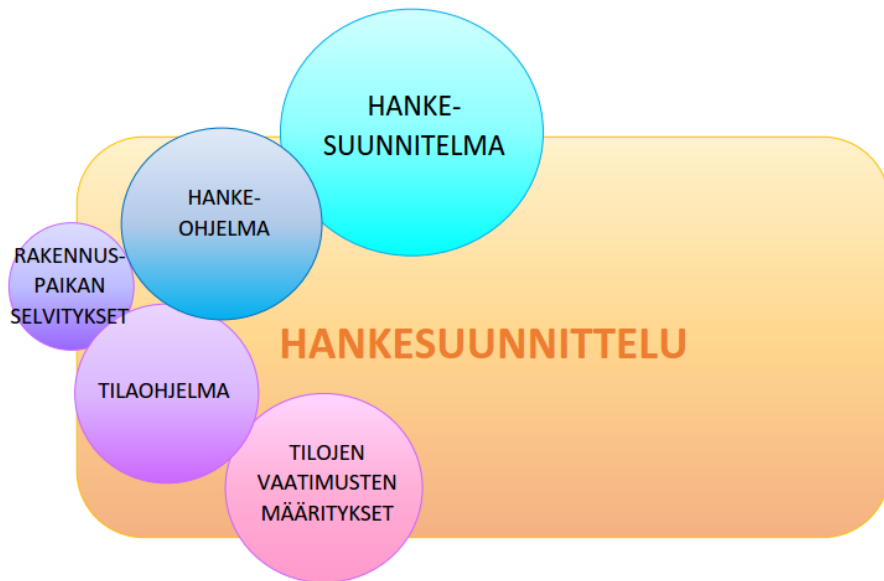 HANKE-
SUUNNITELMA
HANKE-
OHJELMA
RAKENNUS-
PAIKAN
SELVITYKSET
HANKESUUNNITTELU
TILAOHJELMA
TILOJEN
VAATIMUSTEN
MÄÄRITYKSET